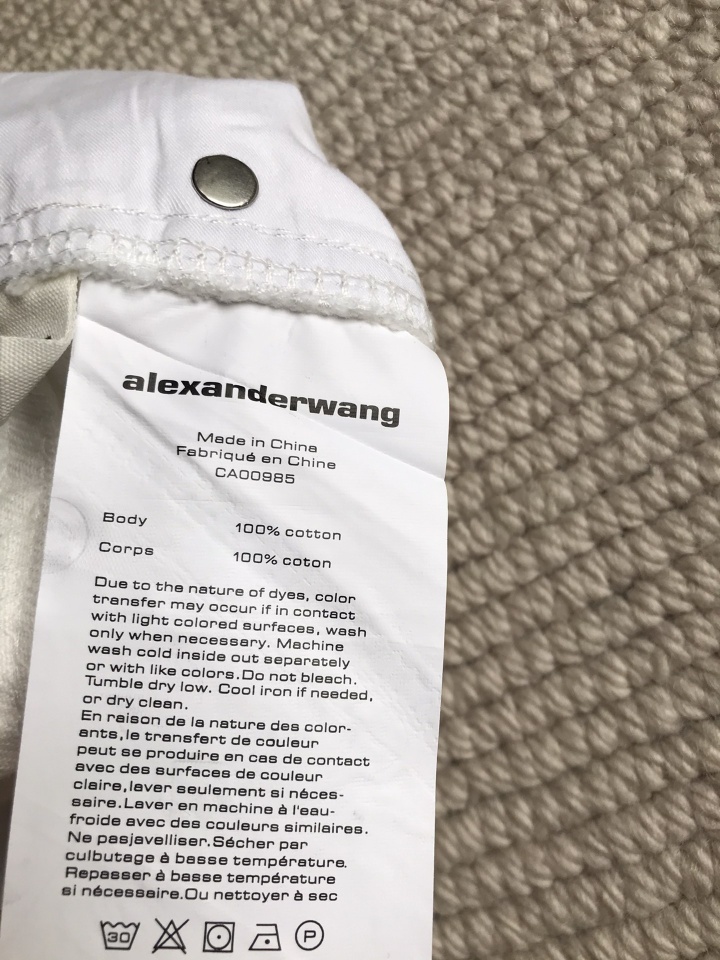 alexanderwang
Made in China
Fabriqué en Chine
CA00985
Body 100% cotton
Corps 100% coton
Due to the nature of dyes, color
transfer may occur if in contact
with light colored surfaces, wash
only when necessary. Machine
wash cold inside out separately
or with like colors.Do not bleach.
Tumble dry low. Cool iron if needed,
or dry clean.
En raison de la nature des color-
ants,le transfert de couleur
peut se produire en cas de contact
avec des surfaces de couleur
claire,laver seulement si néces-
saire.Laver en machine à l'eau-
froide avec des couleurs similaires.
Ne pasjavelliser.Sécher par
culbutage à basse température.
Repasser à basse température
si nécessaire.Ou nettoyer à sec
30 P